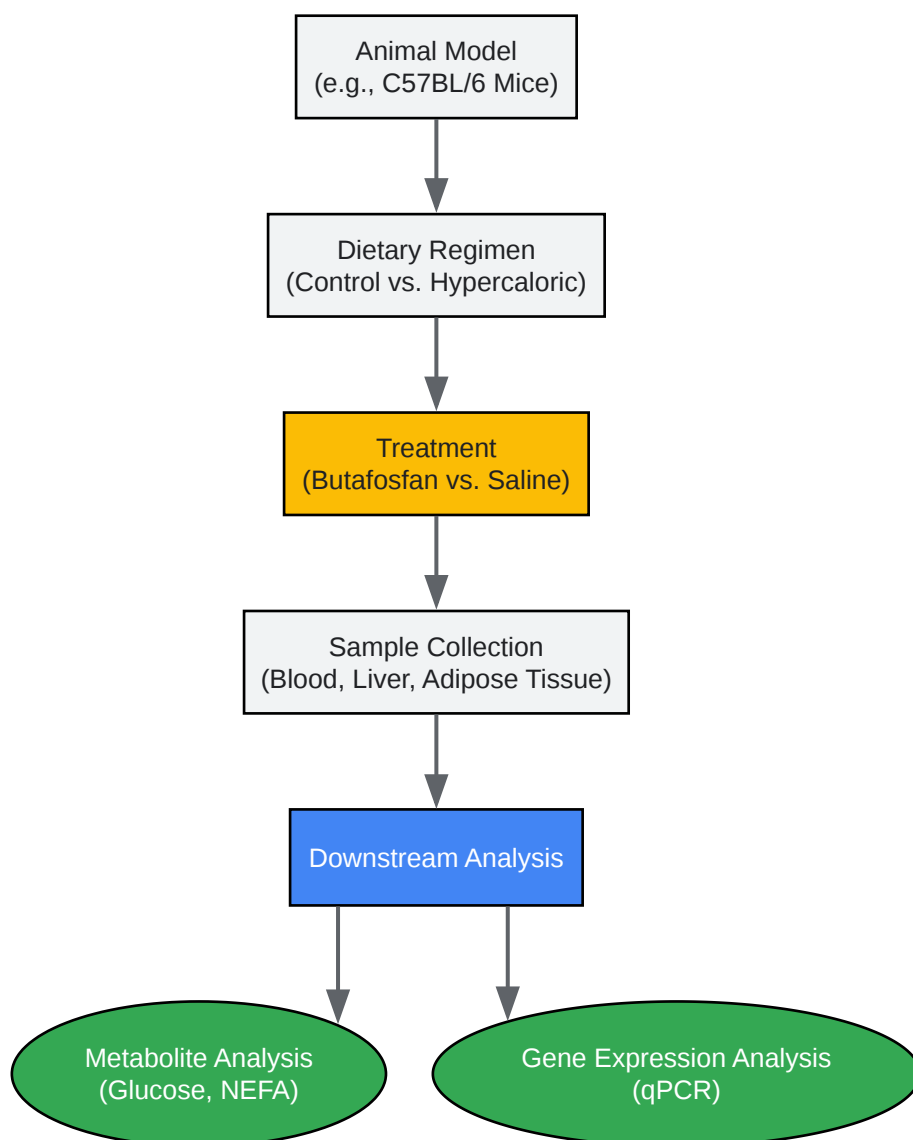 Animal Model
(e.g., C57BL/6 Mice)
Dietary Regimen
(Control vs. Hypercaloric)
Treatment
(Butafosfan vs. Saline)
Sample Collection
(Blood, Liver, Adipose Tissue)
Downstream Analysis
Metabolite Analysis
(Glucose, NEFA)
Gene Expression Analysis
(qPCR)